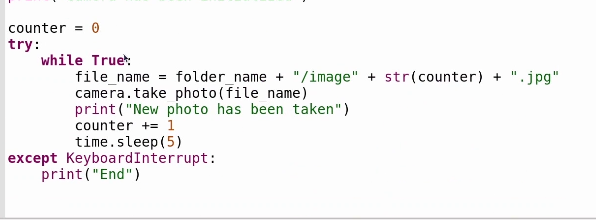 counter = 0
try:
    while True:
        file_name = folder_name + "/image" + str(counter) + ".jpg"
        camera.take_photo(file_name)
        print("New photo has been taken")
        counter += 1
        time.sleep(5)
except KeyboardInterrupt:
    print("End")